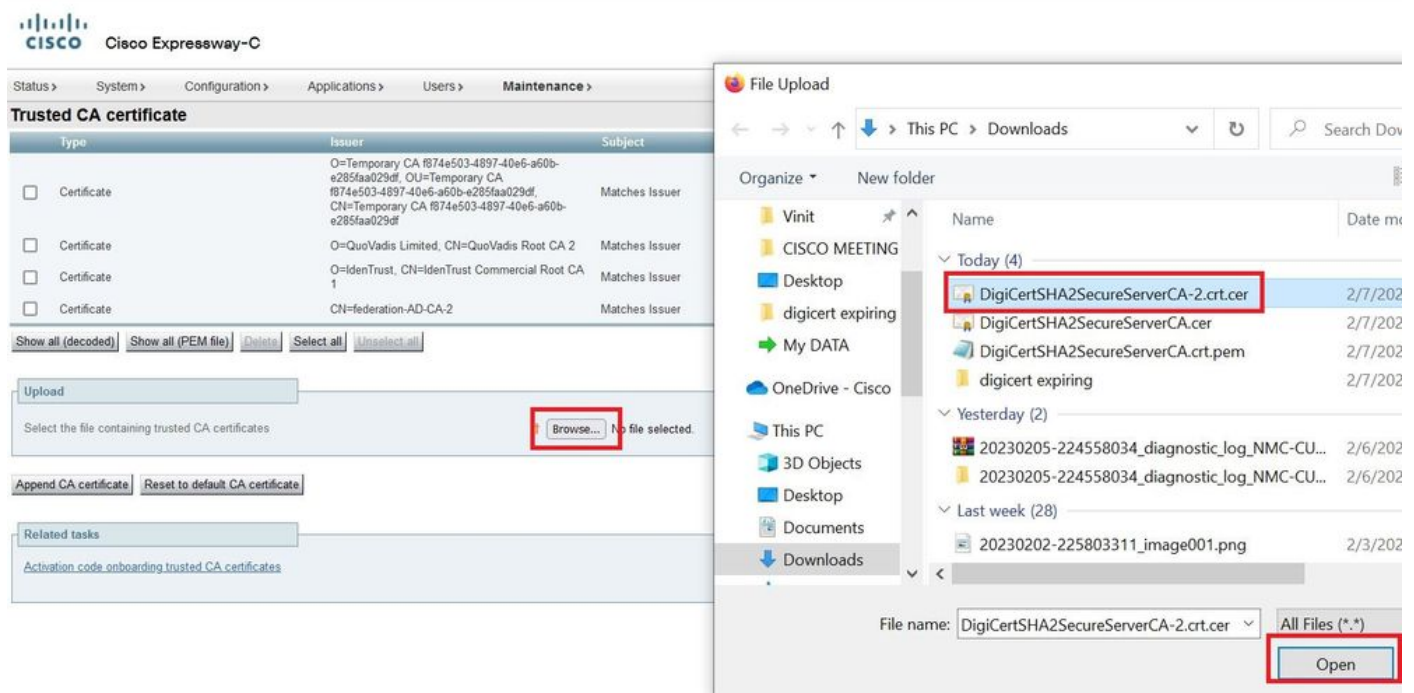 CISCO Cisco Expressway-C
Status > System > Configuration > Applications > Users > Maintenance >
Trusted CA certificate
Type Issuer Subject
Certificate O=Temporary CA f874e503-4897-40e6-a60b-
e285faa029df, OU=Temporary CA
f874e503-4897-40e6-a60b-e285faa029df,
CN=Temporary CA f874e503-4897-40e6-a60b-
e285faa029df Matches Issuer
Certificate O=QuoVadis Limited, CN=QuoVadis Root CA 2 Matches Issuer
Certificate O=IdenTrust, CN=IdenTrust Commercial Root CA
1 Matches Issuer
Certificate CN=federation-AD-CA-2 Matches Issuer
Show all (decoded) Show all (PEM file) Delete Select all Unselect all
Upload
Select the file containing trusted CA certificates Browse... No file selected.
Append CA certificate Reset to default CA certificate
Related tasks
Activation code onboarding trusted CA certificates
File Upload
This PC > Downloads Search Dow
Organize New folder
Vinit
CISCO MEETING
Desktop
digicert expiring
My DATA
OneDrive - Cisco
This PC
3D Objects
Desktop
Documents
Downloads
Name Date mo
Today (4)
DigiCertSHA2SecureServerCA-2.crt.cer 2/7/202
DigiCertSHA2SecureServerCA.cer 2/7/202
DigiCertSHA2SecureServerCA.crt.pem 2/7/202
digicert expiring 2/7/202
Yesterday (2)
20230205-224558034_diagnostic_log_NMC-CU... 2/6/202
20230205-224558034_diagnostic_log_NMC-CU... 2/6/202
Last week (28)
20230202-225803311_image001.png 2/3/202
File name: DigiCertSHA2SecureServerCA-2.crt.cer All Files (*.*)
Open